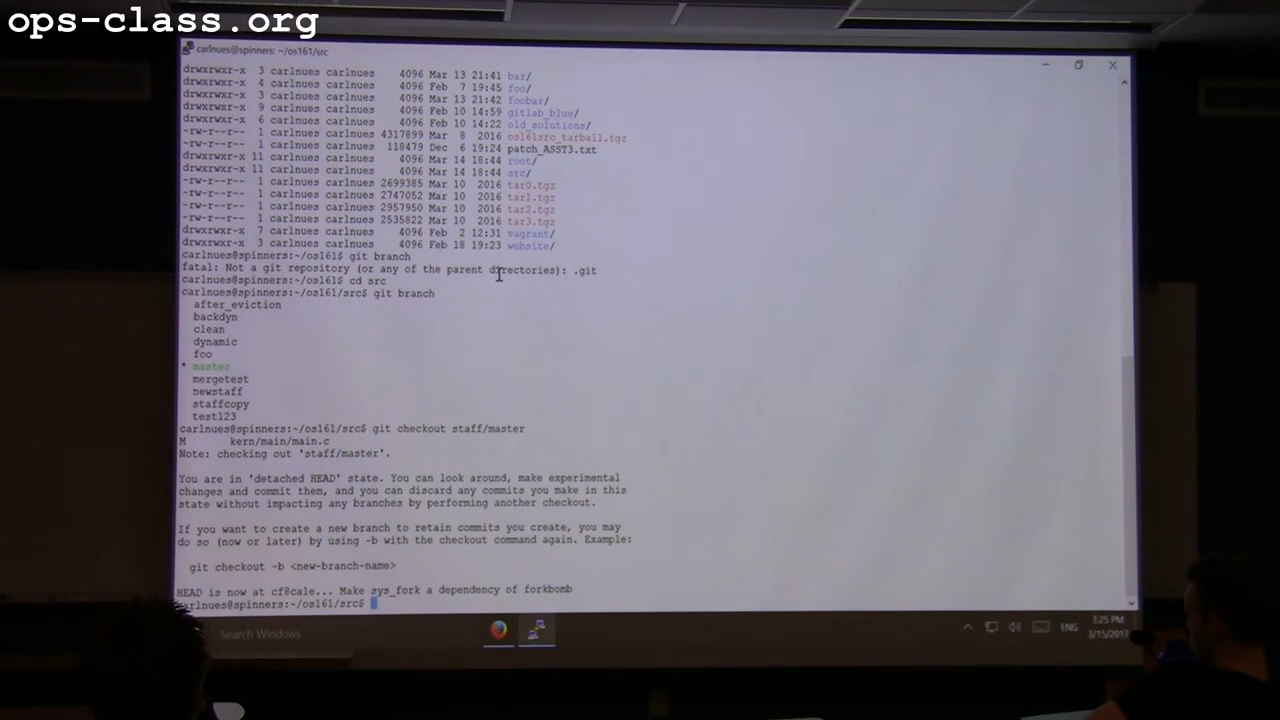 ops-class.org
carlnues@spinners: ~/os161/src
drwxrwxr-x 3 carlnues carlnues 4096 Mar 13 21:41 bar/
drwxrwxr-x 4 carlnues carlnues 4096 Feb 7 19:45 foo/
drwxrwxr-x 3 carlnues carlnues 4096 Mar 13 21:42 foobar/
drwxrwxr-x 9 carlnues carlnues 4096 Feb 10 14:59 gitlab_blue/
drwxrwxr-x 6 carlnues carlnues 4096 Feb 10 14:22 old_solutions/
-rw-r--r-- 1 carlnues carlnues 4317899 Mar 8 2016 os161src_tarball.tgz
-rw-r--r-- 1 carlnues carlnues 118479 Dec 6 19:24 patch_ASST3.txt
drwxrwxr-x 11 carlnues carlnues 4096 Mar 14 18:44 root/
drwxrwxr-x 11 carlnues carlnues 4096 Mar 14 18:44 src/
-rw-r--r-- 1 carlnues carlnues 2699385 Mar 10 2016 tar0.tgz
-rw-r--r-- 1 carlnues carlnues 2747052 Mar 10 2016 tar1.tgz
-rw-r--r-- 1 carlnues carlnues 2957950 Mar 10 2016 tar2.tgz
-rw-r--r-- 1 carlnues carlnues 2535822 Mar 10 2016 tar3.tgz
drwxrwxr-x 7 carlnues carlnues 4096 Feb 2 12:31 vagrant/
drwxrwxr-x 3 carlnues carlnues 4096 Feb 18 19:23 website/
carlnues@spinners:~/os161$ git branch
fatal: Not a git repository (or any of the parent directories): .git
carlnues@spinners:~/os161$ cd src
carlnues@spinners:~/os161/src$ git branch
after_eviction
backdyn
clean
dynamic
foo
* master
mergetest
newstaff
staffcopy
test123
carlnues@spinners:~/os161/src$ git checkout staff/master
M kern/main/main.c
Note: checking out 'staff/master'.
You are in 'detached HEAD' state. You can look around, make experimental
changes and commit them, and you can discard any commits you make in this
state without impacting any branches by performing another checkout.
If you want to create a new branch to retain commits you create, you may
do so (now or later) by using -b with the checkout command again. Example:
git checkout -b <new-branch-name>
HEAD is now at cf8ca1e... Make sys_fork a dependency of forkbomb
carlnues@spinners:~/os161/src$
Search Windows
ENG
3:25 PM
3/15/2017